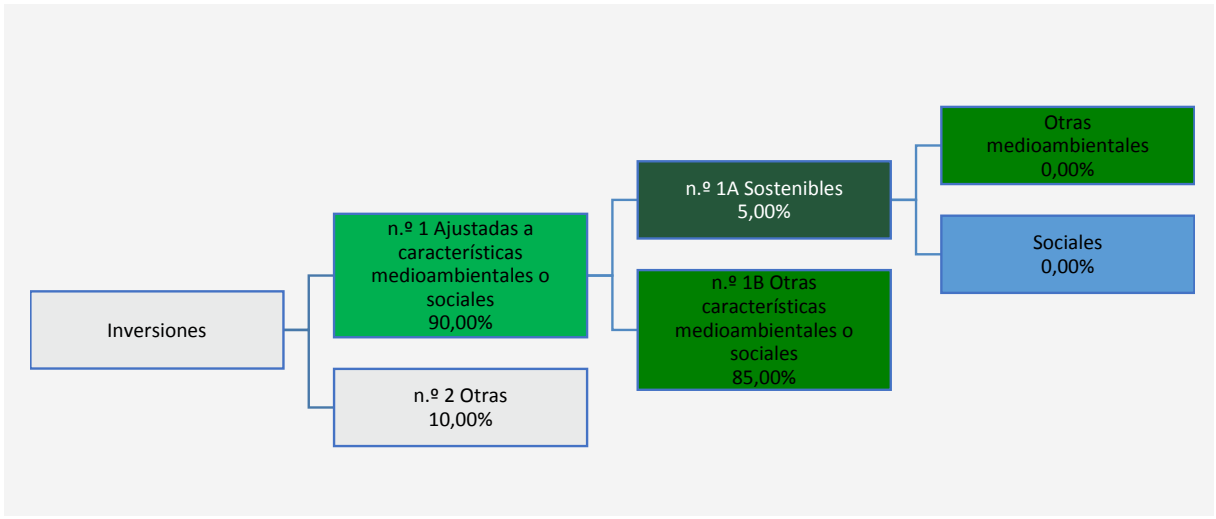 Inversiones
n.º 1 Ajustadas a
características
medioambientales o
sociales
90,00%
n.º 2 Otras
10,00%
n.º 1A Sostenibles
5,00%
n.º 1B Otras
características
medioambientales o
sociales
85,00%
Otras
medioambientales
0,00%
Sociales
0,00%